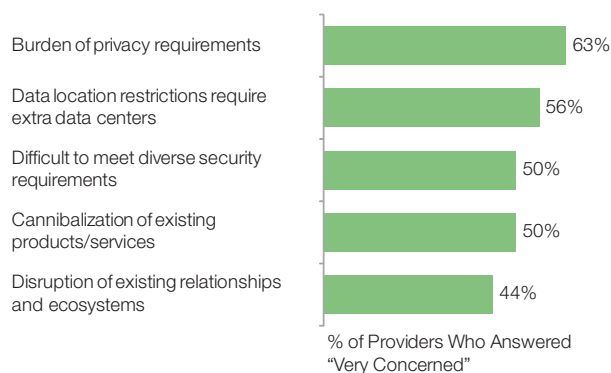 Burden of privacy requirements
63%
Data location restrictions require
extra data centers
56%
Difficult to meet diverse security
requirements
50%
Cannibalization of existing
products/services
50%
Disruption of existing relationships
and ecosystems
44%
% of Providers Who Answered
“Very Concerned”